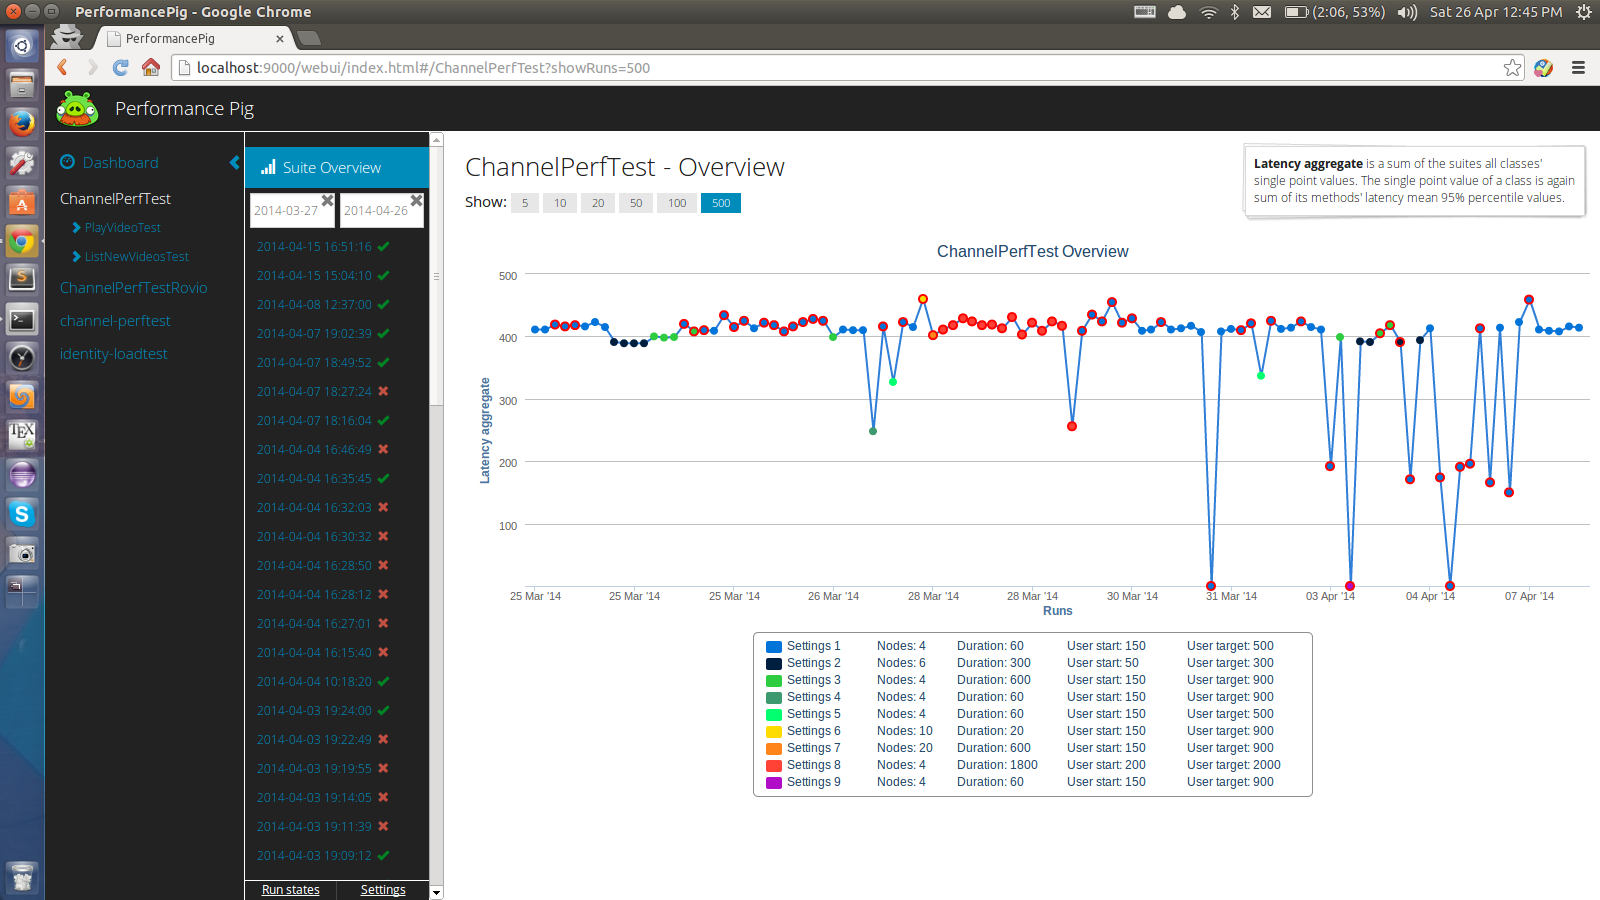 PerformancePig - Google Chrome
(2:06, 53%)
Sat 26 Apr 12:45 PM
PerformancePig
localhost:9000/webui/index.html#/ChannelPerfTest?showRuns=500
Performance Pig
Dashboard
ChannelPerfTest
PlayVideoTest
ListNewVideosTest
ChannelPerfTestRovio
channel-perftest
identity-loadtest
Suite Overview
2014-03-27 2014-04-26
2014-04-15 16:51:16
2014-04-15 15:04:10
2014-04-08 12:37:00
2014-04-07 19:02:39
2014-04-07 18:49:52
2014-04-07 18:27:24
2014-04-07 18:16:04
2014-04-04 16:46:49
2014-04-04 16:35:45
2014-04-04 16:32:03
2014-04-04 16:30:32
2014-04-04 16:28:50
2014-04-04 16:28:12
2014-04-04 16:27:01
2014-04-04 16:15:40
2014-04-04 10:18:20
2014-04-03 19:24:00
2014-04-03 19:22:49
2014-04-03 19:19:55
2014-04-03 19:14:05
2014-04-03 19:11:39
2014-04-03 19:09:12
Run states Settings
ChannelPerfTest - Overview
Show: 5 10 20 50 100 500
Latency aggregate is a sum of the suites all classes'
single point values. The single point value of a class is again
sum of its methods' latency mean 95% percentile values.
ChannelPerfTest Overview
Latency aggregate
500
400
300
200
100
25 Mar '14 25 Mar '14 25 Mar '14 26 Mar '14 28 Mar '14 28 Mar '14 30 Mar '14 31 Mar '14 03 Apr '14 04 Apr '14 07 Apr '14
Runs
Settings 1 Nodes: 4 Duration: 60 User start: 150 User target: 500
Settings 2 Nodes: 6 Duration: 300 User start: 50 User target: 300
Settings 3 Nodes: 4 Duration: 600 User start: 150 User target: 900
Settings 4 Nodes: 4 Duration: 60 User start: 150 User target: 900
Settings 5 Nodes: 4 Duration: 60 User start: 150 User target: 500
Settings 6 Nodes: 10 Duration: 20 User start: 150 User target: 900
Settings 7 Nodes: 20 Duration: 600 User start: 150 User target: 900
Settings 8 Nodes: 4 Duration: 1800 User start: 200 User target: 2000
Settings 9 Nodes: 4 Duration: 60 User start: 150 User target: 900